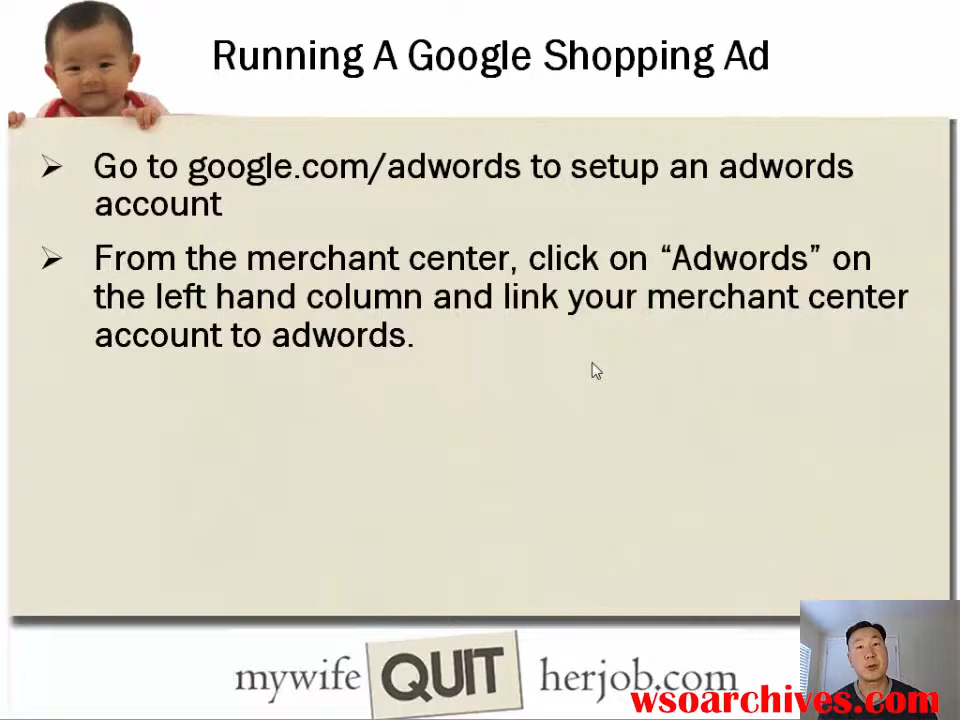 Running A Google Shopping Ad
➢ Go to google.com/adwords to setup an adwords
account
➢ From the merchant center, click on “Adwords” on
the left hand column and link your merchant center
account to adwords.
mywife QUIT herjob.com
wsoarchives.com